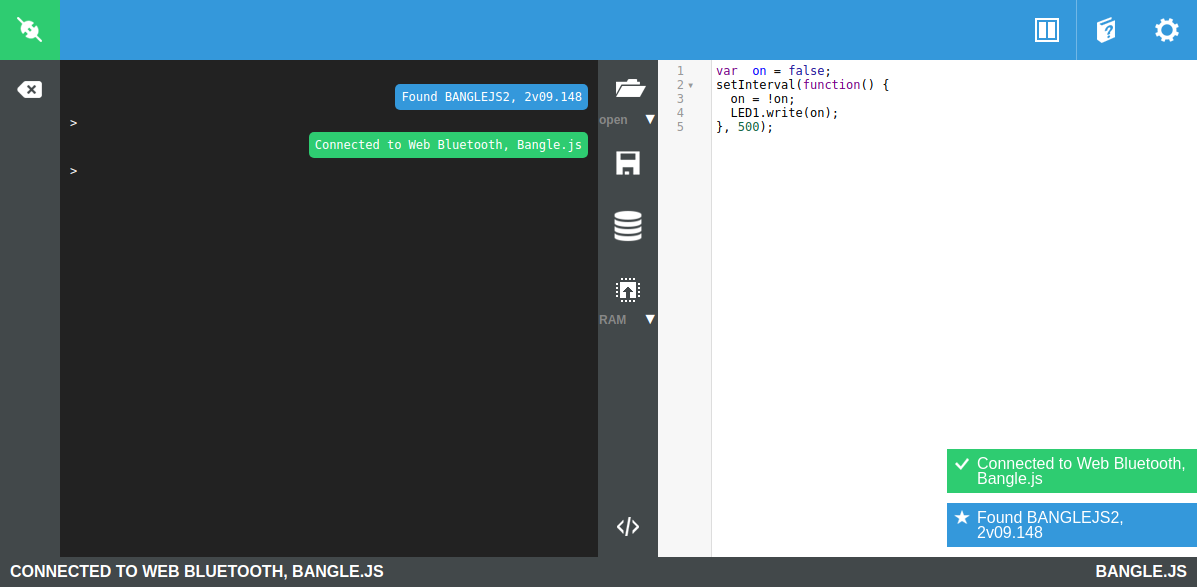 Found BANGLEJS2, 2v09.148
>
Connected to Web Bluetooth, Bangle.js
>
open ▼
RAM ▼
1 var  on = false;
2 ▾ setInterval(function() {
3   on = !on;
4   LED1.write(on);
5 }, 500);
Connected to Web Bluetooth,
Bangle.js
Found BANGLEJS2,
2v09.148
CONNECTED TO WEB BLUETOOTH, BANGLE.JS
BANGLE.JS